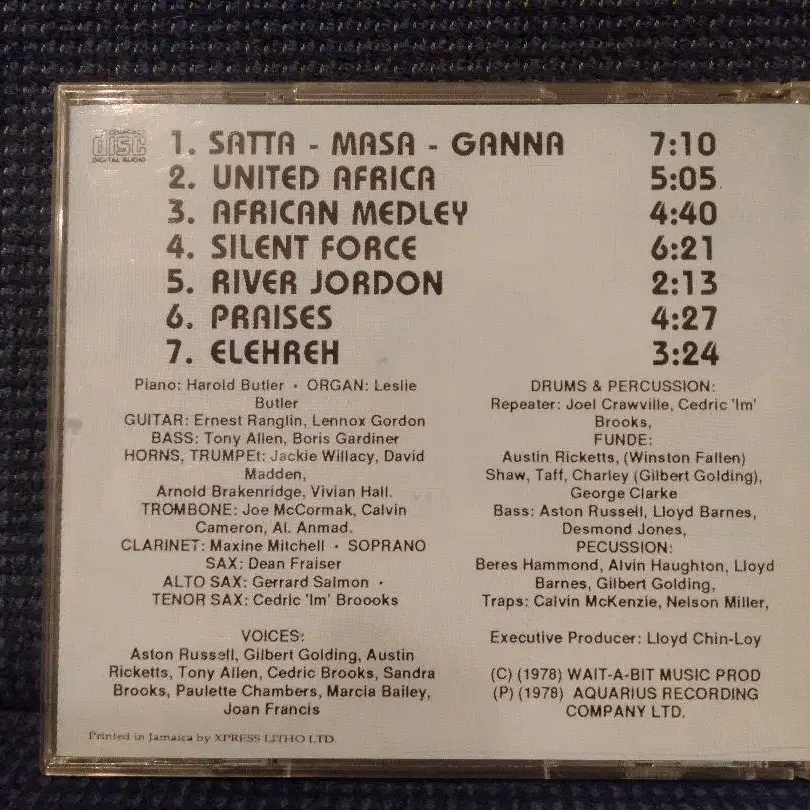 COMPACT
disc
DIGITAL AUDIO
1. SATTA - MASA - GANNA 7:10
2. UNITED AFRICA 5:05
3. AFRICAN MEDLEY 4:40
4. SILENT FORCE 6:21
5. RIVER JORDON 2:13
6. PRAISES 4:27
7. ELEHREH 3:24
Piano: Harold Butler • ORGAN: Leslie
Butler
GUITAR: Ernest Ranglin, Lennox Gordon
BASS: Tony Allen, Boris Gardiner
HORNS, TRUMPEt: Jackie Willacy, David
Madden,
Arnold Brakenridge, Vivian Hall.
TROMBONE: Joe McCormak, Calvin
Cameron, Al. Anmad.
CLARINET: Maxine Mitchell • SOPRANO
SAX: Dean Fraiser
ALTO SAX: Gerrard Salmon •
TENOR SAX: Cedric 'Im' Broooks
VOICES:
Aston Russell, Gilbert Golding, Austin
Ricketts, Tony Allen, Cedric Brooks, Sandra
Brooks, Paulette Chambers, Marcia Bailey,
Joan Francis
Printed in Jamaica by XPRESS LITHO LTD.
DRUMS & PERCUSSION:
Repeater: Joel Crawville, Cedric 'Im'
Brooks,
FUNDE:
Austin Ricketts, (Winston Fallen)
Shaw, Taff, Charley (Gilbert Golding),
George Clarke
Bass: Aston Russell, Lloyd Barnes,
Desmond Jones,
PECUSSION:
Beres Hammond, Alvin Haughton, Lloyd
Barnes, Gilbert Golding,
Traps: Calvin McKenzie, Nelson Miller,
Executive Producer: Lloyd Chin-Loy
(C) (1978) WAIT-A-BIT MUSIC PROD
(P) (1978) AQUARIUS RECORDING
COMPANY LTD.